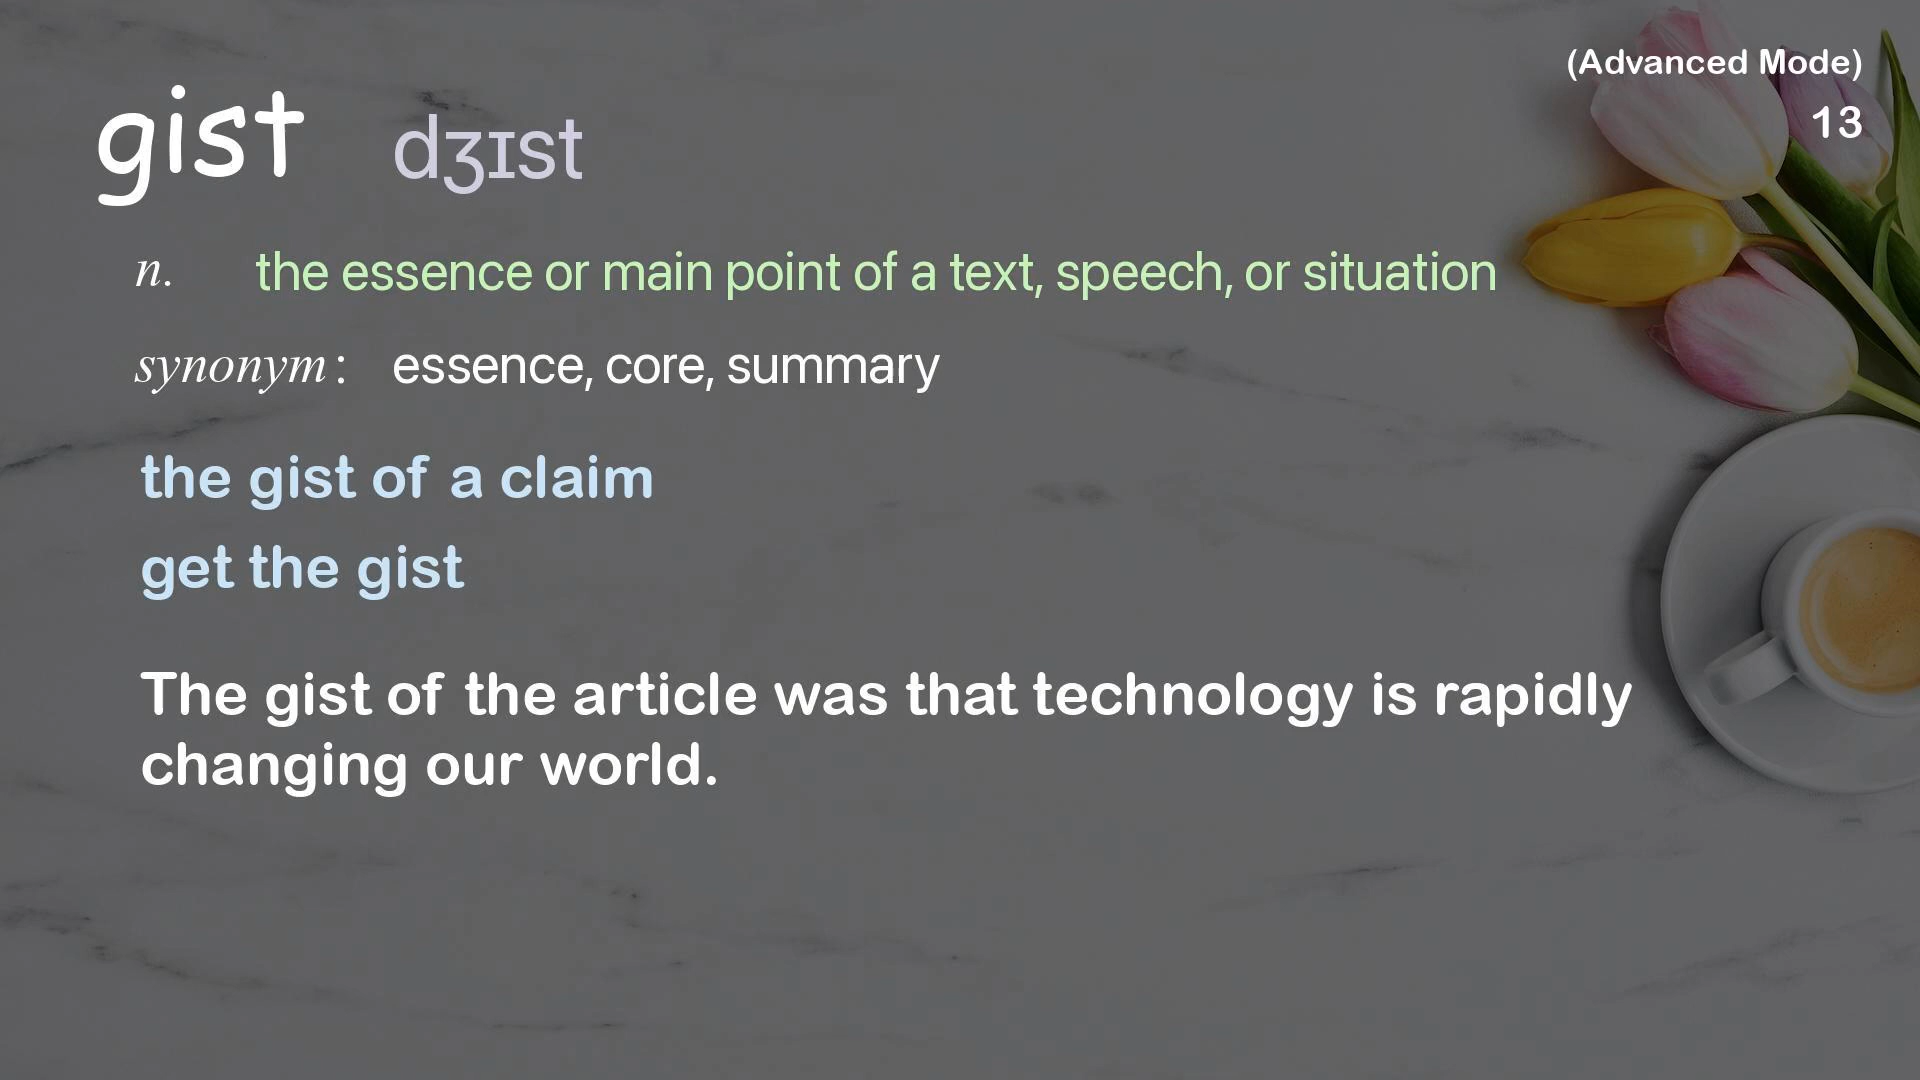 (Advanced Mode)
13
gist dʒɪst
n. the essence or main point of a text, speech, or situation
synonym: essence, core, summary
the gist of a claim
get the gist
The gist of the article was that technology is rapidly
changing our world.